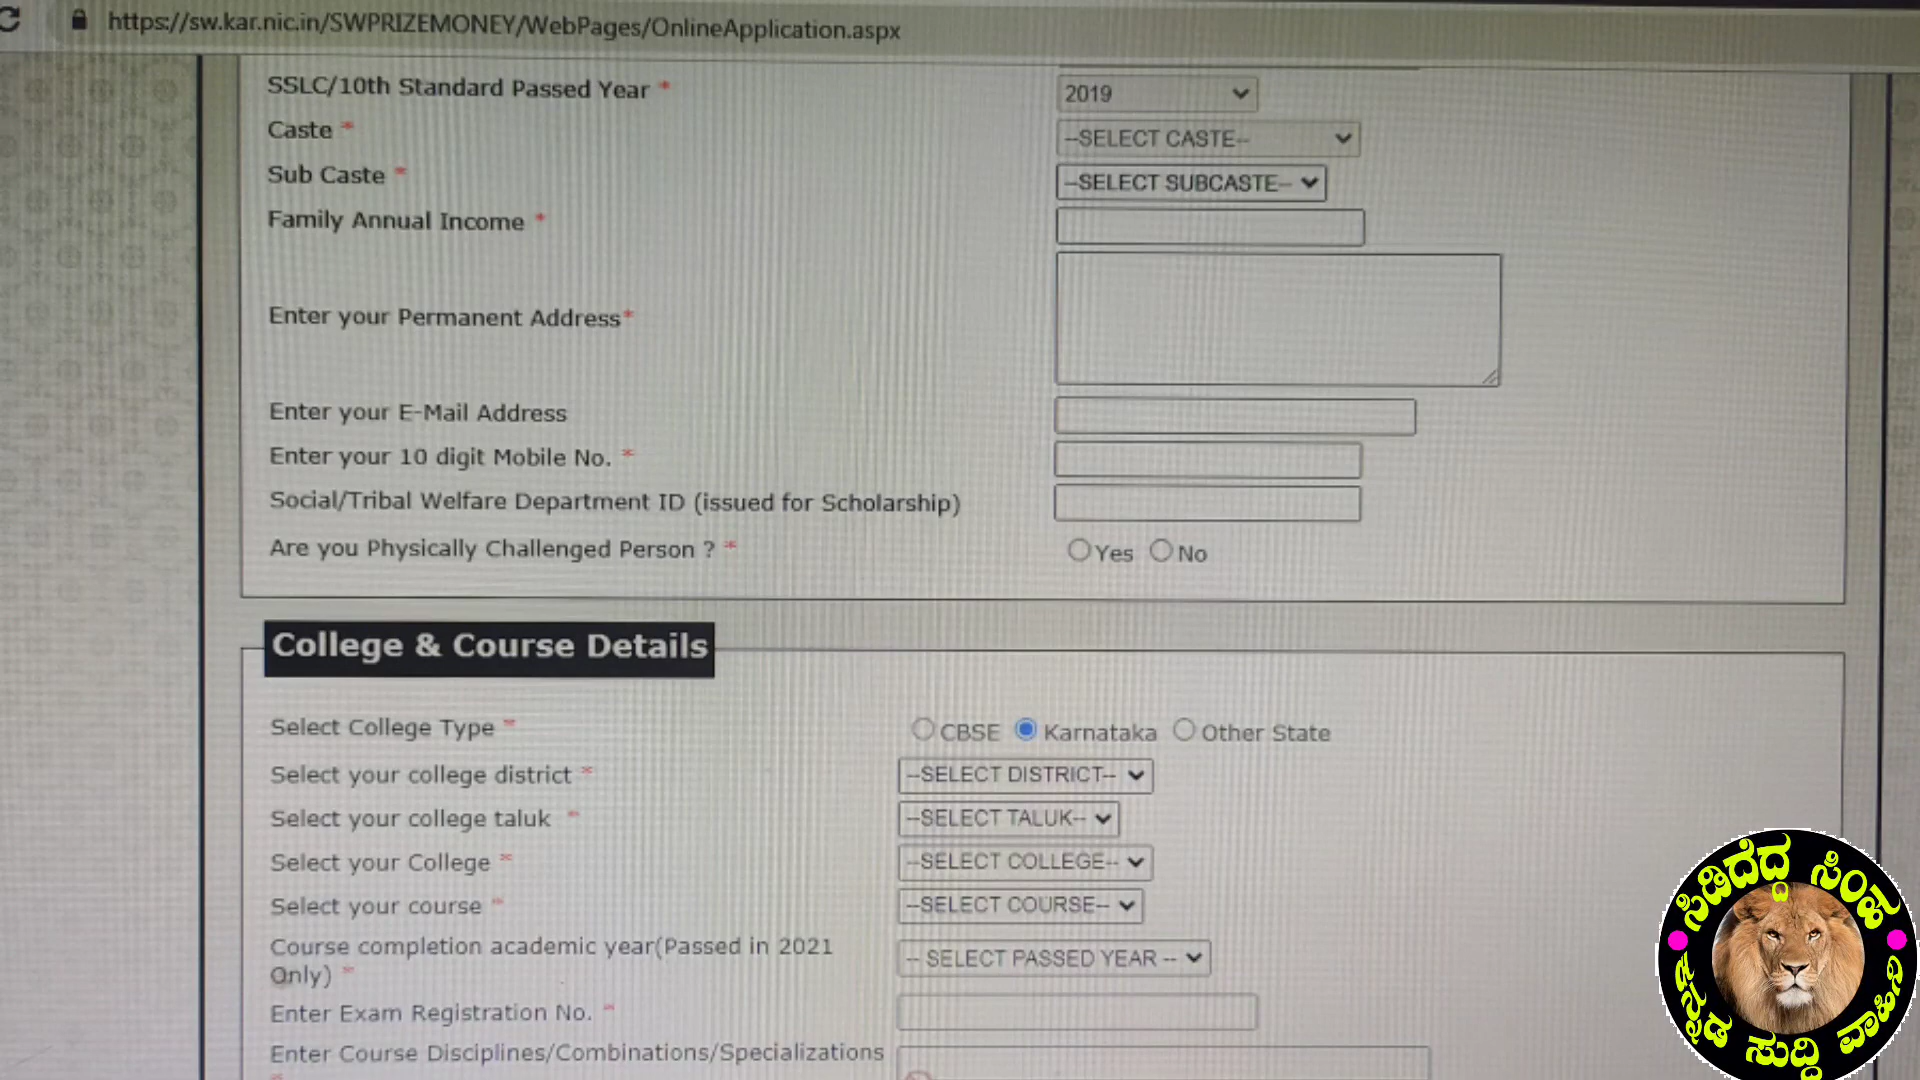 https://sw.kar.nic.in/SWPRIZEMONEY/WebPages/OnlineApplication.aspx
SSLC/10th Standard Passed Year * 2019
Caste * --SELECT CASTE--
Sub Caste * --SELECT SUBCASTE--
Family Annual Income *
Enter your Permanent Address*
Enter your E-Mail Address
Enter your 10 digit Mobile No. *
Social/Tribal Welfare Department ID (issued for Scholarship)
Are you Physically Challenged Person ? * Yes No
College & Course Details
Select College Type * CBSE Karnataka Other State
Select your college district * --SELECT DISTRICT--
Select your college taluk * --SELECT TALUK--
Select your College * --SELECT COLLEGE--
Select your course * --SELECT COURSE--
Course completion academic year(Passed in 2021
Only) * -- SELECT PASSED YEAR --
Enter Exam Registration No. *
Enter Course Disciplines/Combinations/Specializations
*
ಸಿಡಿದೆದ್ದ ಸಿಂಹ
ಕನ್ನಡ ಸುದ್ದಿ ವಾಹಿನಿ